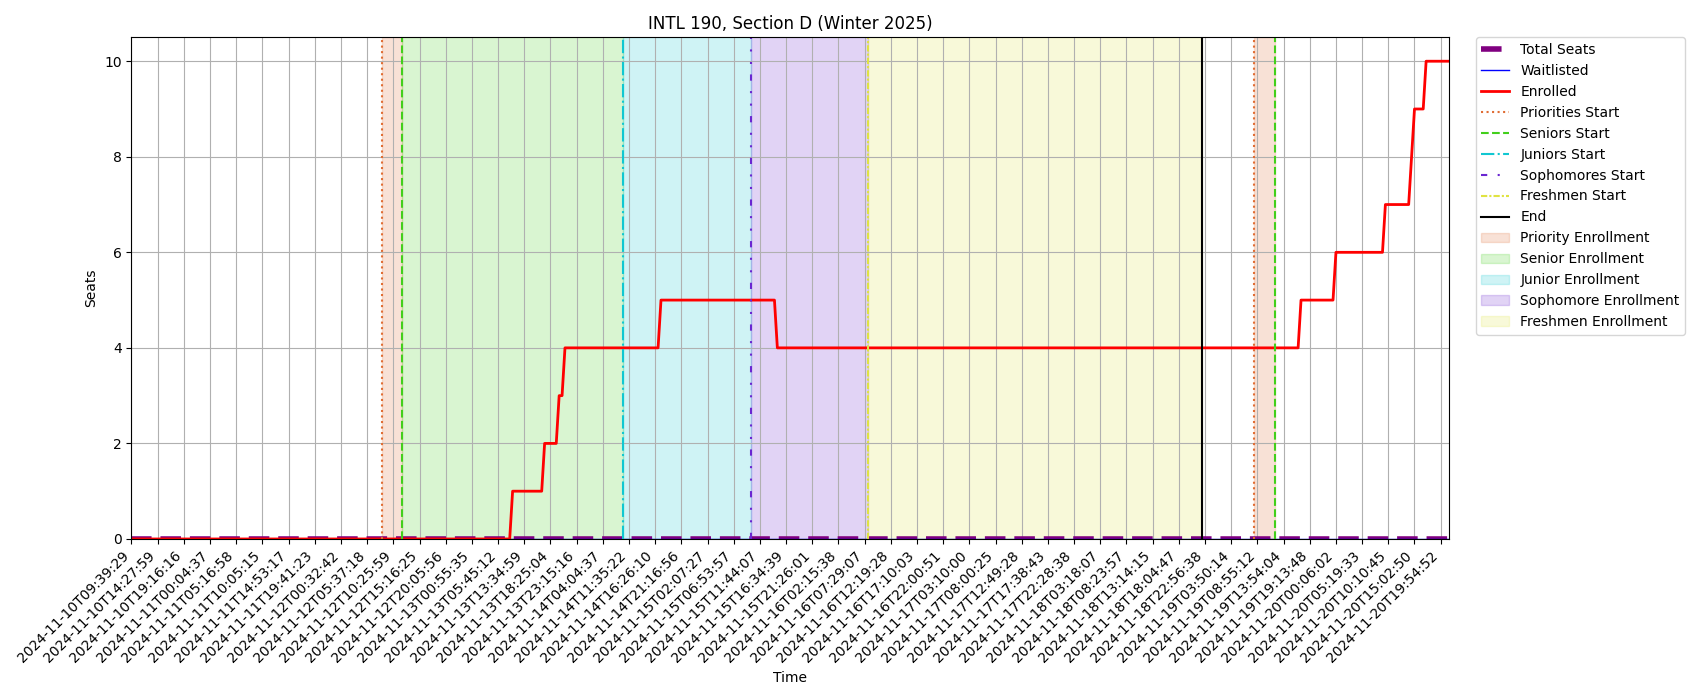 INTL 190, Section D (Winter 2025)
Seats
10
8
6
4
2
0
2024-11-10T09:39:29
2024-11-10T14:27:59
2024-11-10T19:16:16
2024-11-11T00:04:37
2024-11-11T05:16:58
2024-11-11T10:05:15
2024-11-11T14:53:17
2024-11-11T19:41:23
2024-11-12T00:32:42
2024-11-12T05:37:18
2024-11-12T10:25:59
2024-11-12T15:16:25
2024-11-12T20:05:56
2024-11-13T00:55:35
2024-11-13T05:45:12
2024-11-13T13:34:59
2024-11-13T18:25:04
2024-11-13T23:15:16
2024-11-14T04:04:37
2024-11-14T11:35:22
2024-11-14T16:26:10
2024-11-14T21:16:56
2024-11-15T02:07:27
2024-11-15T06:53:57
2024-11-15T11:44:07
2024-11-15T16:34:39
2024-11-15T21:26:01
2024-11-16T02:15:38
2024-11-16T07:29:07
2024-11-16T12:19:28
2024-11-16T17:10:03
2024-11-16T22:00:51
2024-11-17T03:10:00
2024-11-17T08:00:25
2024-11-17T12:49:28
2024-11-17T17:38:43
2024-11-17T22:28:38
2024-11-18T03:18:07
2024-11-18T08:23:57
2024-11-18T13:14:15
2024-11-18T18:04:47
2024-11-18T22:56:38
2024-11-19T03:50:14
2024-11-19T08:55:12
2024-11-19T13:54:04
2024-11-19T19:13:48
2024-11-20T00:06:02
2024-11-20T05:19:33
2024-11-20T10:10:45
2024-11-20T15:02:50
2024-11-20T19:54:52
Time
Total Seats
Waitlisted
Enrolled
Priorities Start
Seniors Start
Juniors Start
Sophomores Start
Freshmen Start
End
Priority Enrollment
Senior Enrollment
Junior Enrollment
Sophomore Enrollment
Freshmen Enrollment